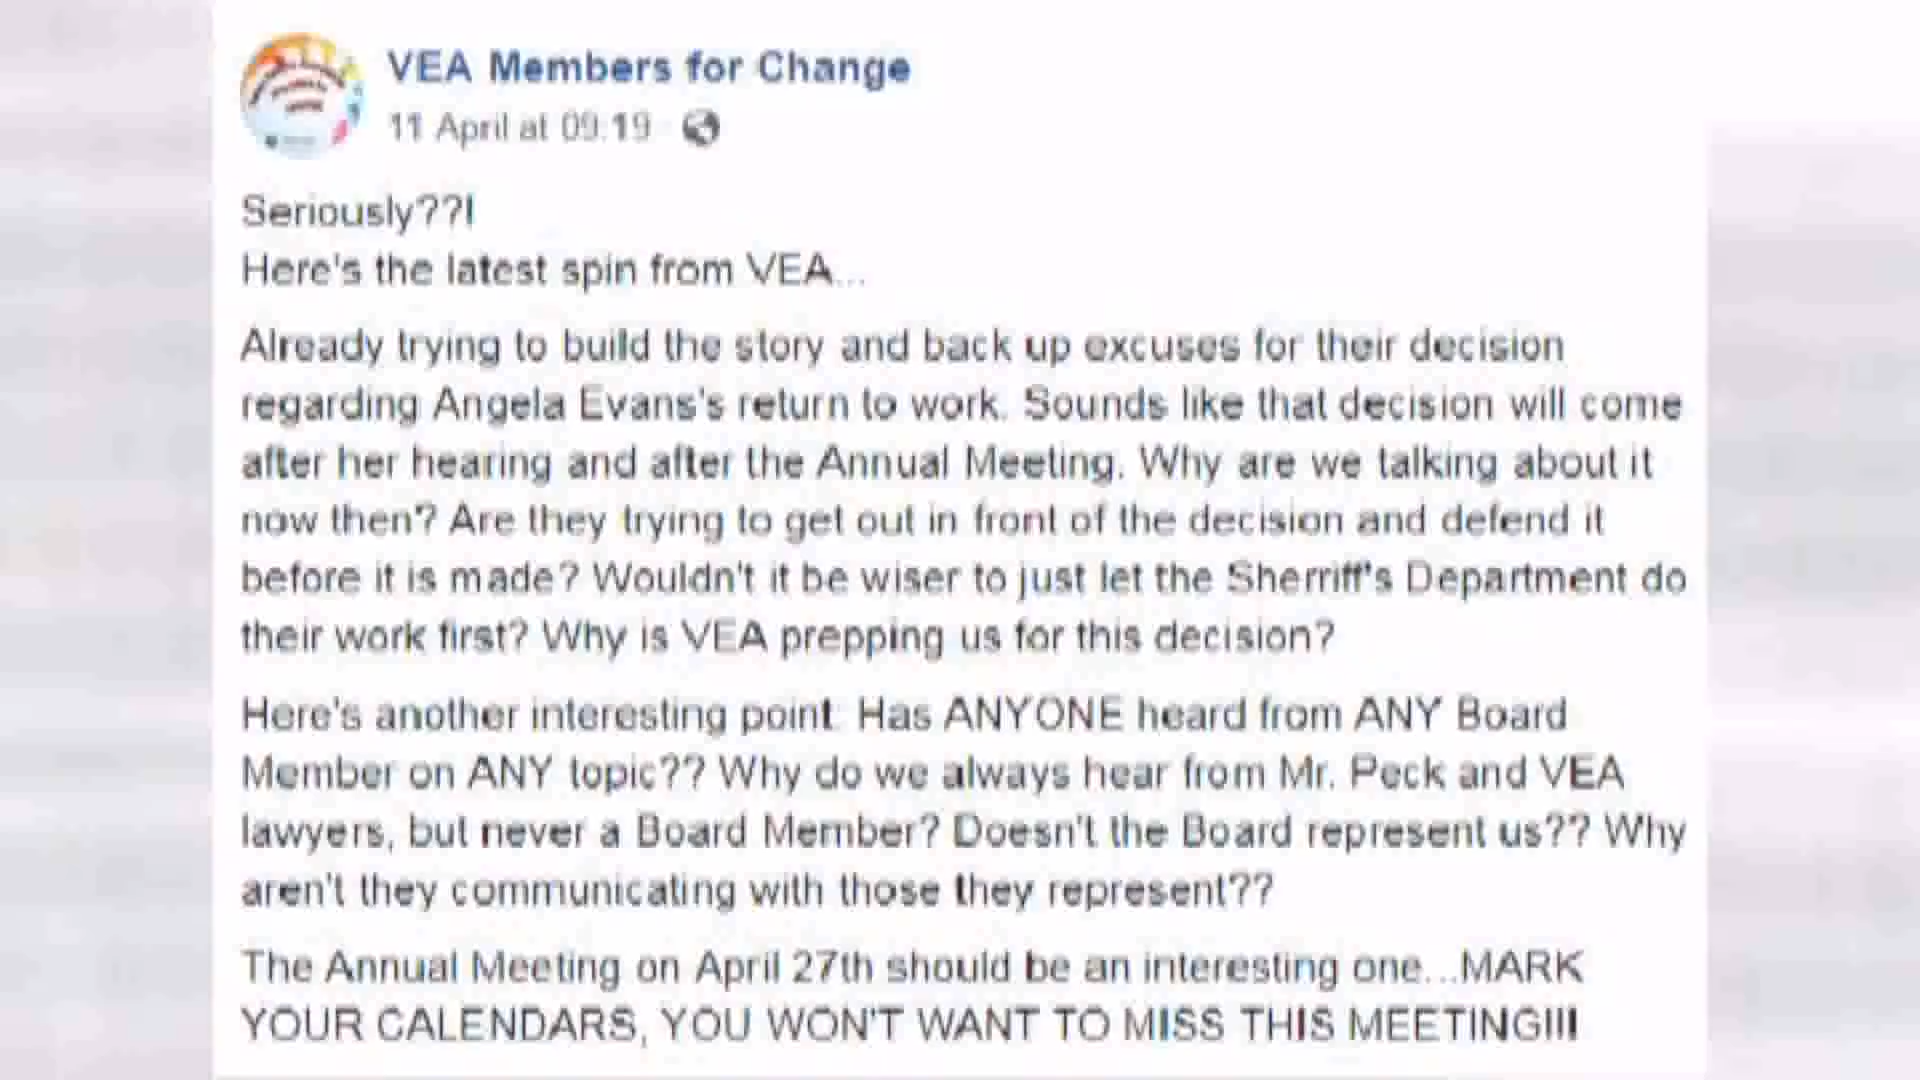 VEA Members for Change
11 April at 09:19
Seriously??!
Here's the latest spin from VEA...
Already trying to build the story and back up excuses for their decision
regarding Angela Evans's return to work. Sounds like that decision will come
after her hearing and after the Annual Meeting. Why are we talking about it
now then? Are they trying to get out in front of the decision and defend it
before it is made? Wouldn't it be wiser to just let the Sherriff's Department do
their work first? Why is VEA prepping us for this decision?
Here's another interesting point: Has ANYONE heard from ANY Board
Member on ANY topic?? Why do we always hear from Mr. Peck and VEA
lawyers, but never a Board Member? Doesn't the Board represent us?? Why
aren't they communicating with those they represent??
The Annual Meeting on April 27th should be an interesting one...MARK
YOUR CALENDARS, YOU WON'T WANT TO MISS THIS MEETING!!!